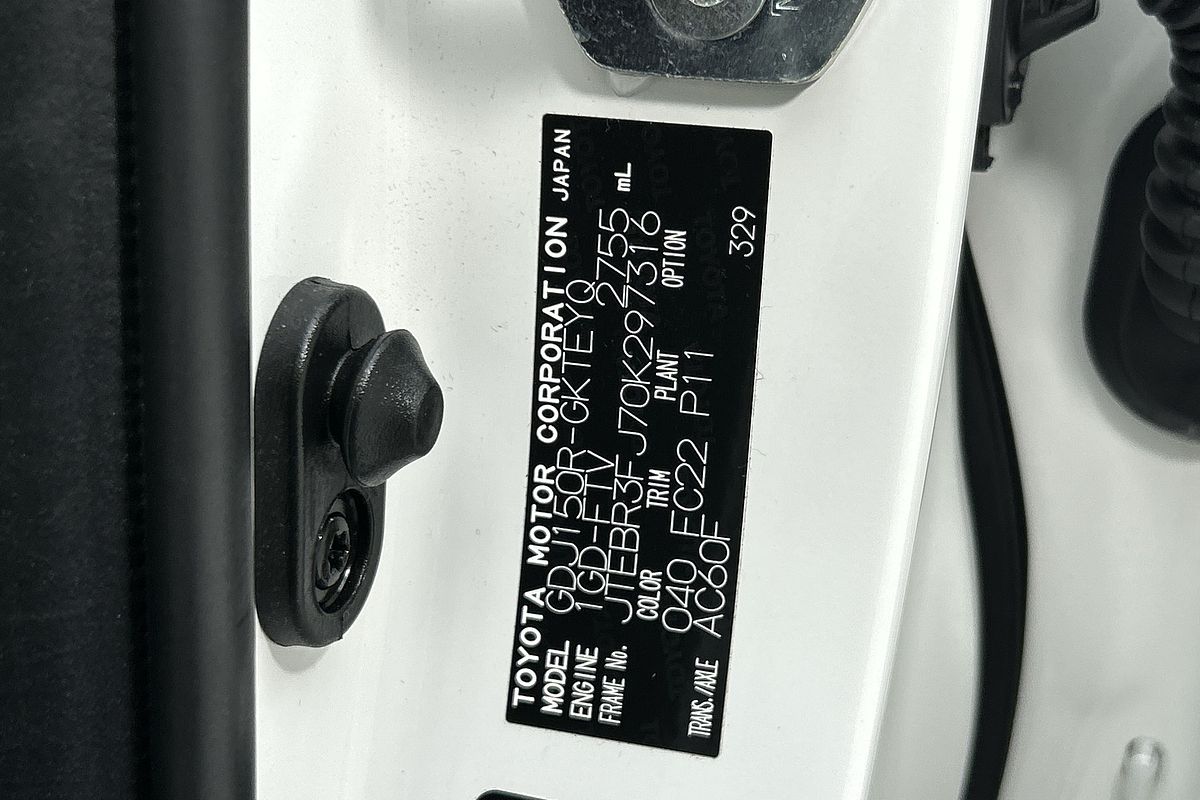 TOYOTA MOTOR CORPORATION JAPAN
MODEL GDJ150R-GKTEYQ
ENGINE 1GD-FTV 2755 mL
FRAME No. JTEBR3FJ70K297316
COLOR TRIM PLANT OPTION
040 FC22 P11
TRANS./AXLE AC60F 329